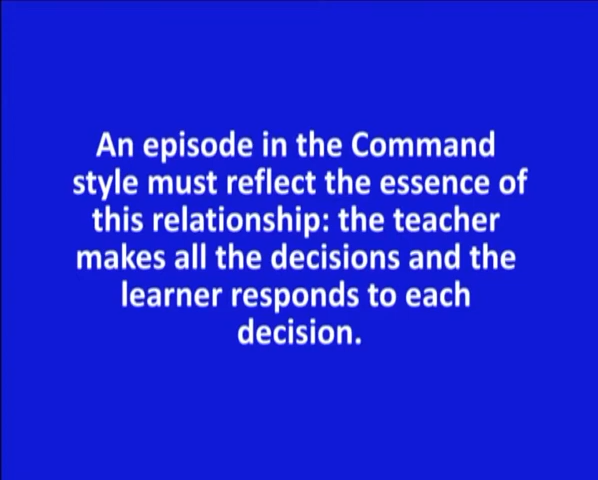 An episode in the Command
style must reflect the essence of
this relationship: the teacher
makes all the decisions and the
learner responds to each
decision.